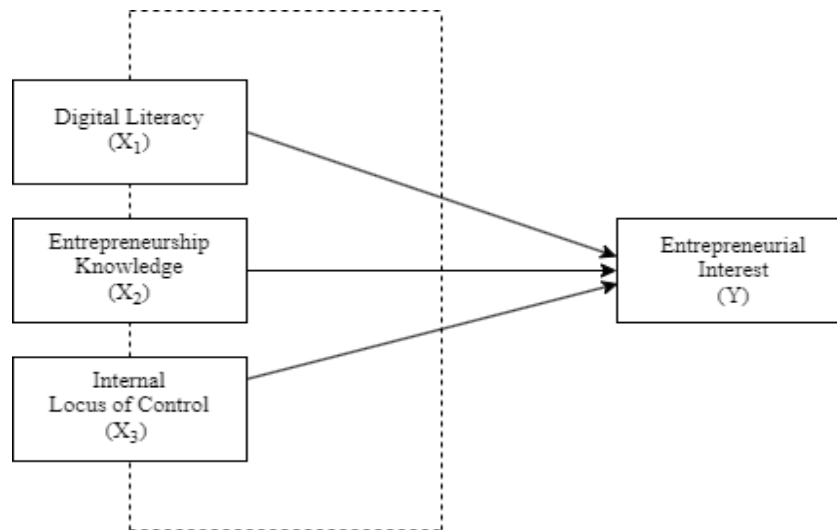 Digital Literacy
(X₁)
Entrepreneurship
Knowledge
(X₂)
Internal
Locus of Control
(X₃)
Entrepreneurial
Interest
(Y)